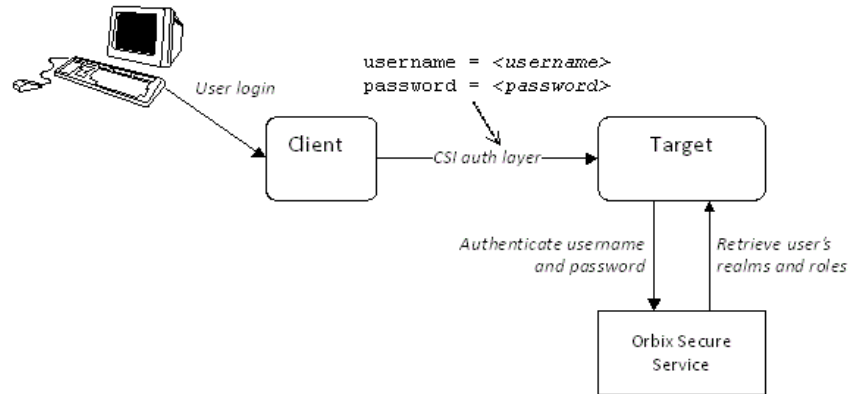 username = <username>
password = <password>
User login
Client
CSI auth layer
Target
Authenticate username
and password
Retrieve user's
realms and roles
Orbix Secure
Service